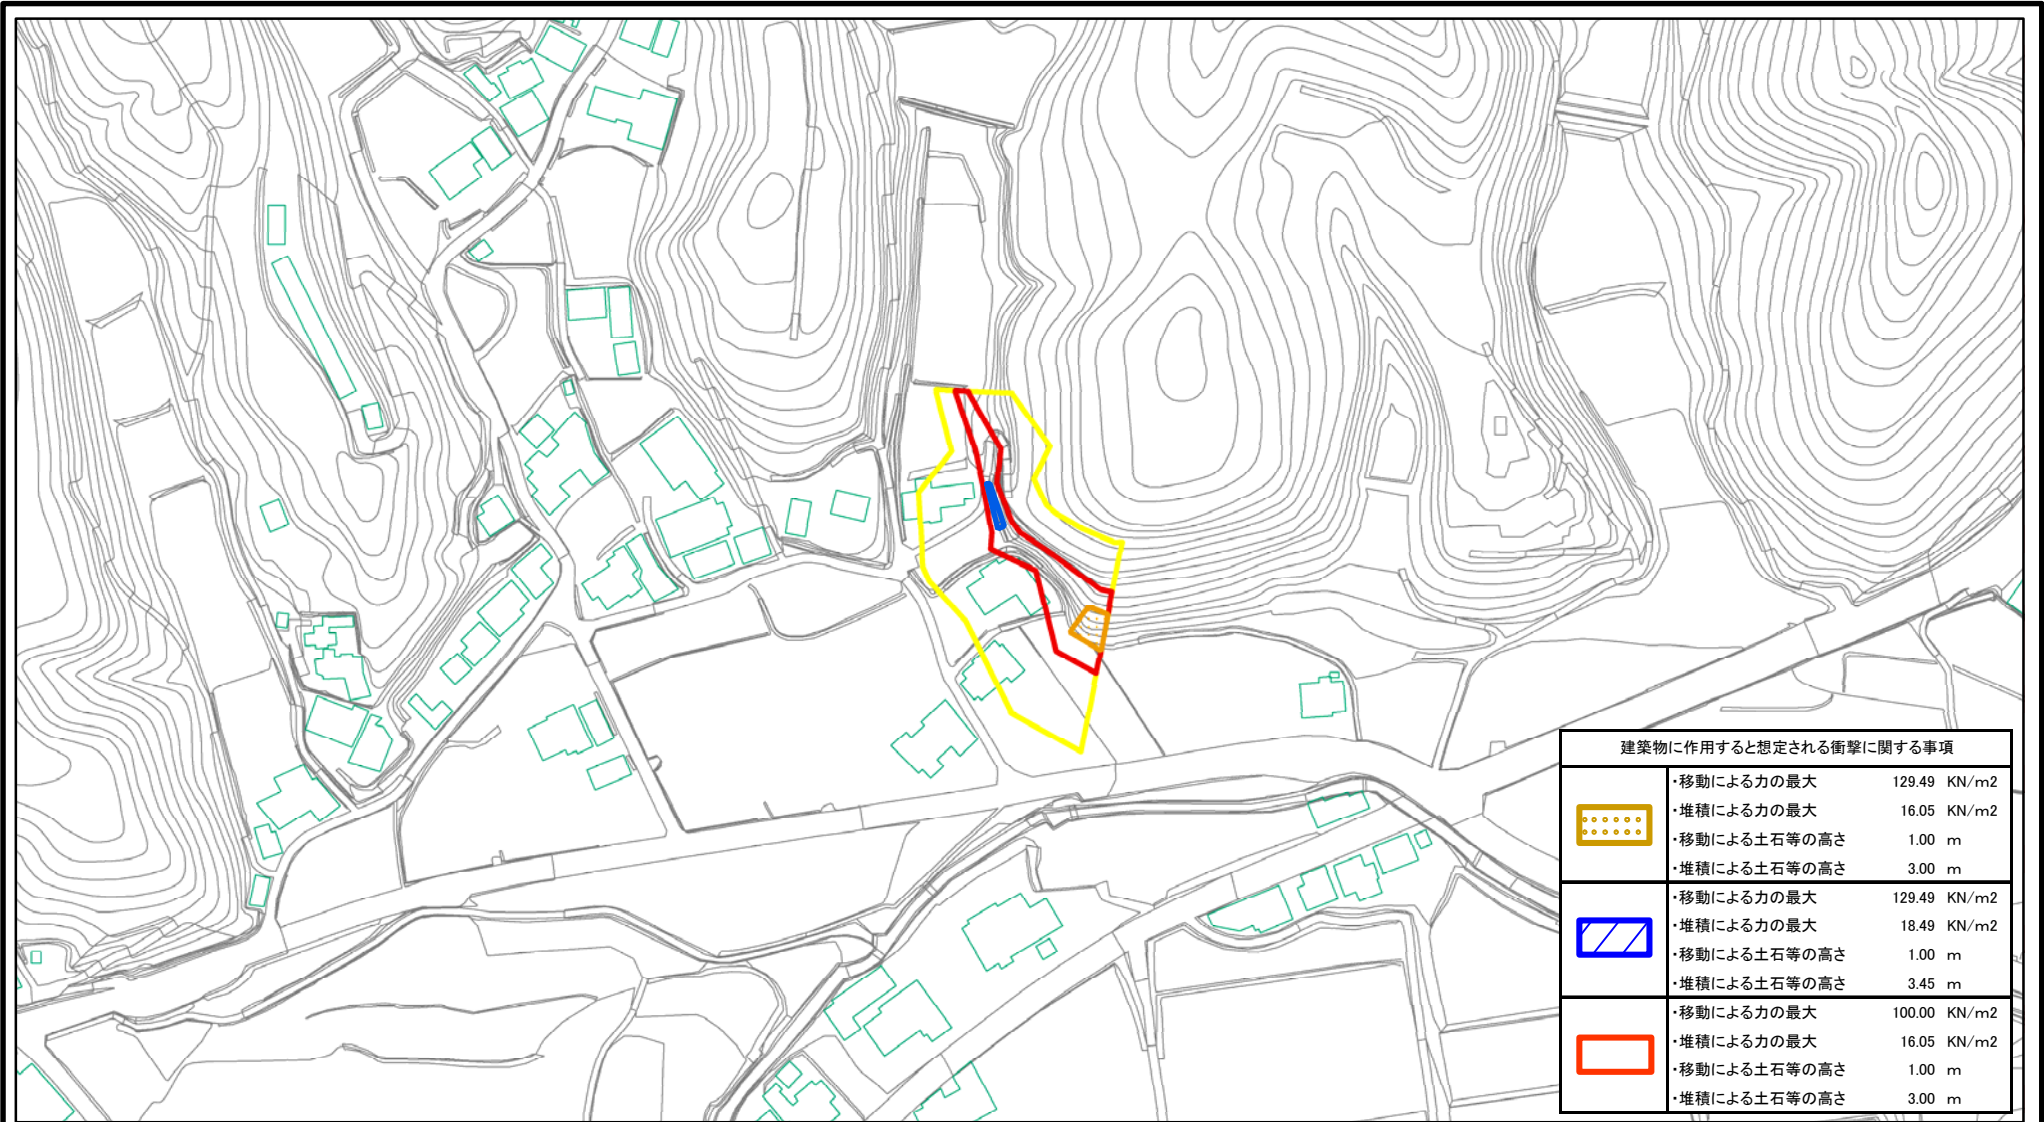 建築物に作用すると想定される衝撃に関する事項
・移動による力の最大 129.49 KN/m2
・堆積による力の最大 16.05 KN/m2
・移動による土石等の高さ 1.00 m
・堆積による土石等の高さ 3.00 m
・移動による力の最大 129.49 KN/m2
・堆積による力の最大 18.49 KN/m2
・移動による土石等の高さ 1.00 m
・堆積による土石等の高さ 3.45 m
・移動による力の最大 100.00 KN/m2
・堆積による力の最大 16.05 KN/m2
・移動による土石等の高さ 1.00 m
・堆積による土石等の高さ 3.00 m